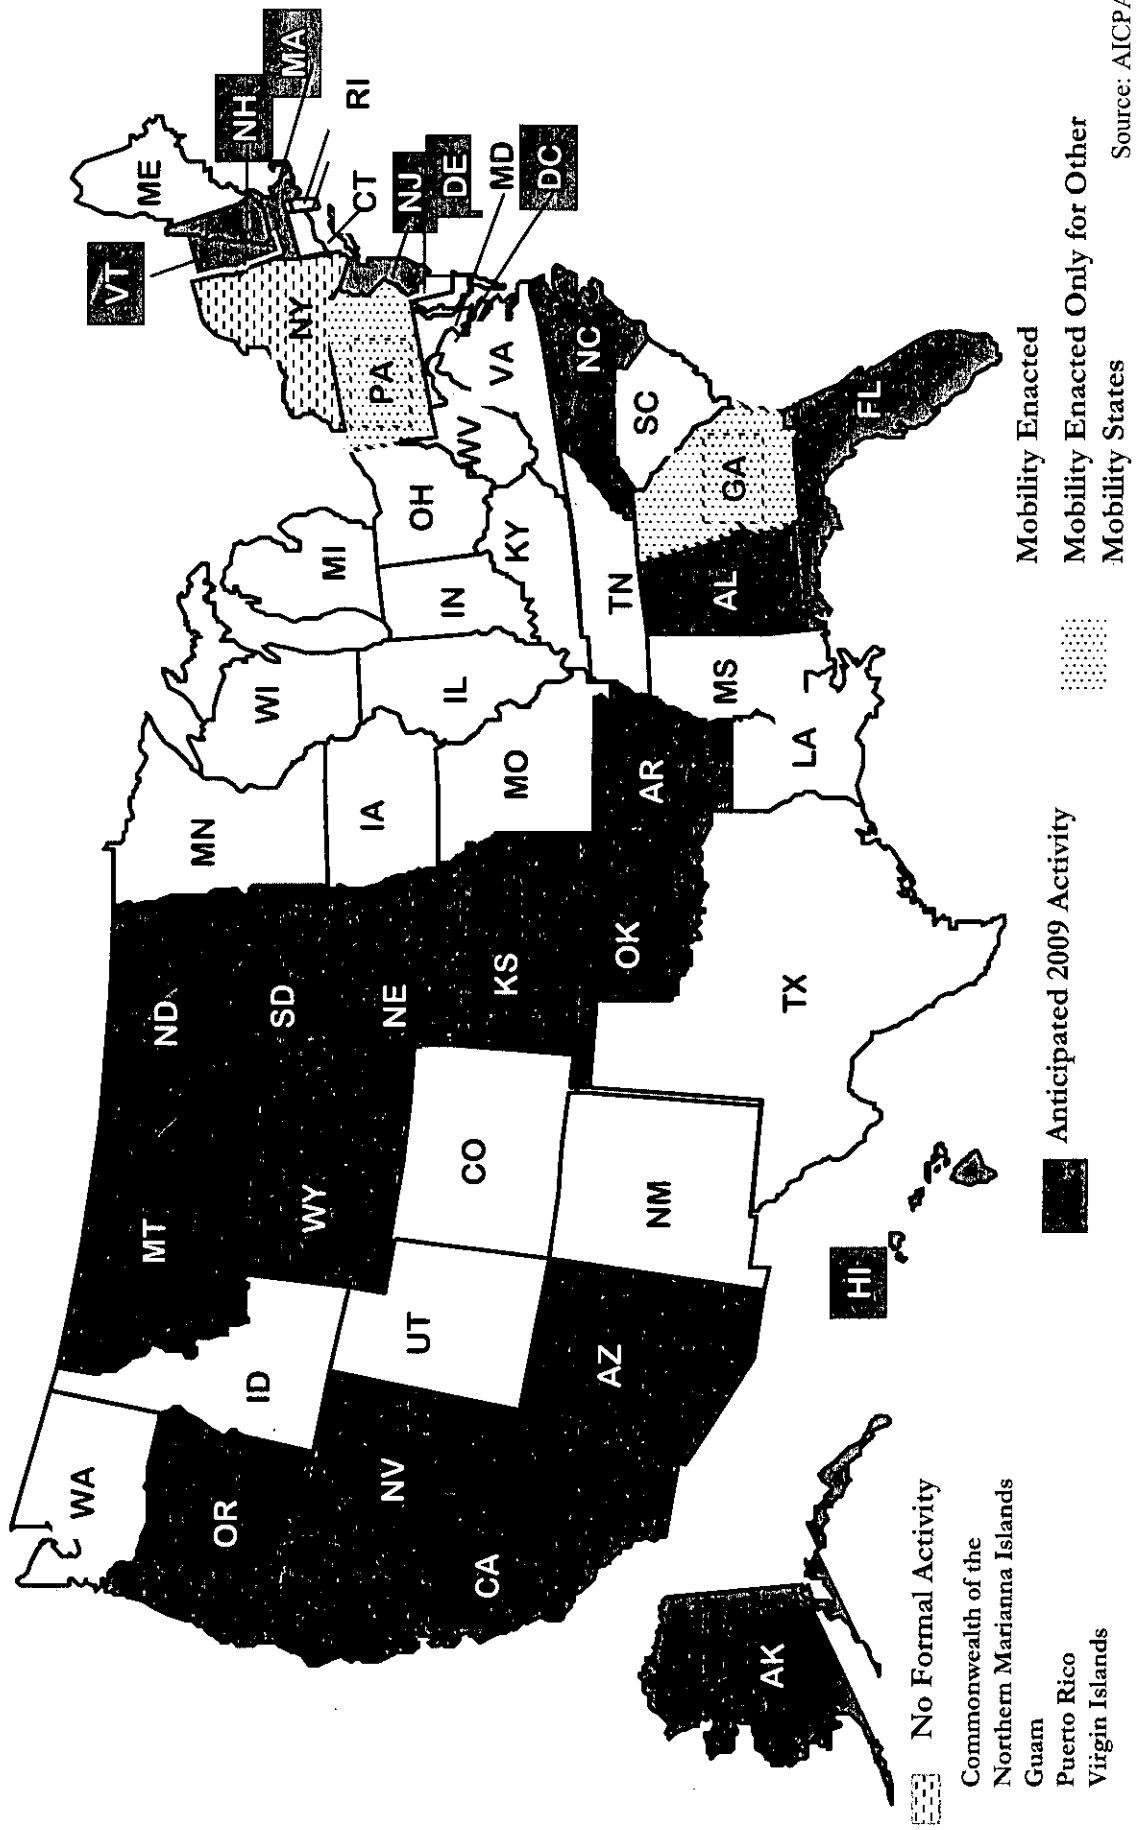 WA
OR
CA
NV
ID
MT
WY
UT
AZ
CO
NM
ND
SD
NE
KS
OK
TX
MN
IA
MO
AR
LA
WI
IL
MS
MI
IN
OH
KY
TN
AL
GA
FL
SC
NC
VA
WV
PA
NY
VT
ME
NH
MA
RI
CT
NJ
DE
MD
DC
AK
HI
No Formal Activity
Commonwealth of the
Northern Marianna Islands
Guam
Puerto Rico
Virgin Islands
Anticipated 2009 Activity
Mobility Enacted
Mobility Enacted Only for Other
Mobility States
Source: AICPA